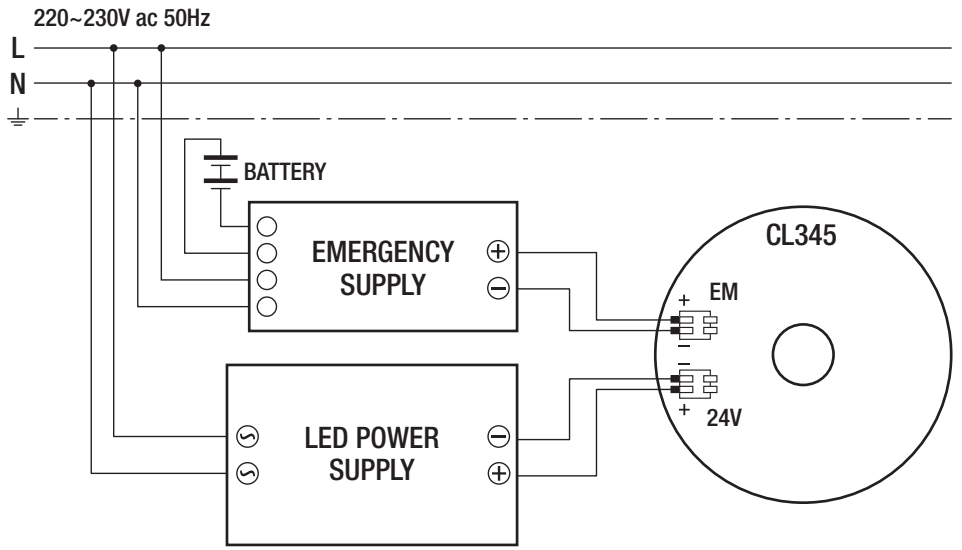 220~230V ac 50Hz
L
N
BATTERY
EMERGENCY
SUPPLY
+
−
CL345
EM
+
−
−
+
24V
LED POWER
SUPPLY
−
+